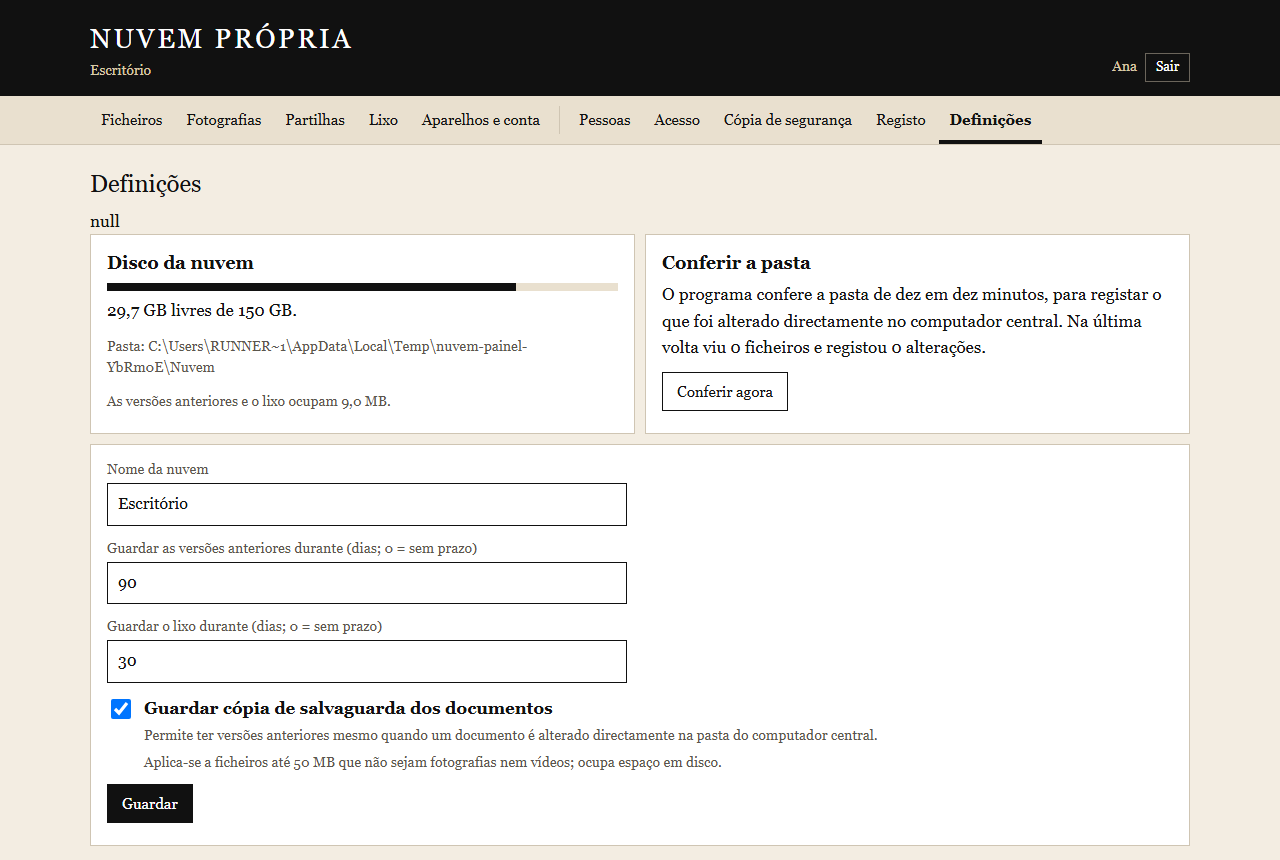 NUVEM PRÓPRIA
Escritório
Ana
Sair
Ficheiros
Fotografias
Partilhas
Lixo
Aparelhos e conta
Pessoas
Acesso
Cópia de segurança
Registo
Definições
Definições
null
Disco da nuvem
29,7 GB livres de 150 GB.
Pasta: C:\Users\RUNNER~1\AppData\Local\Temp\nuvem-painel-
YbRm0E\Nuvem
As versões anteriores e o lixo ocupam 9,0 MB.
Conferir a pasta
O programa confere a pasta de dez em dez minutos, para registar o
que foi alterado directamente no computador central. Na última
volta viu 0 ficheiros e registou 0 alterações.
Conferir agora
Nome da nuvem
Escritório
Guardar as versões anteriores durante (dias; 0 = sem prazo)
90
Guardar o lixo durante (dias; 0 = sem prazo)
30
Guardar cópia de salvaguarda dos documentos
Permite ter versões anteriores mesmo quando um documento é alterado directamente na pasta do computador central.
Aplica-se a ficheiros até 50 MB que não sejam fotografias nem vídeos; ocupa espaço em disco.
Guardar